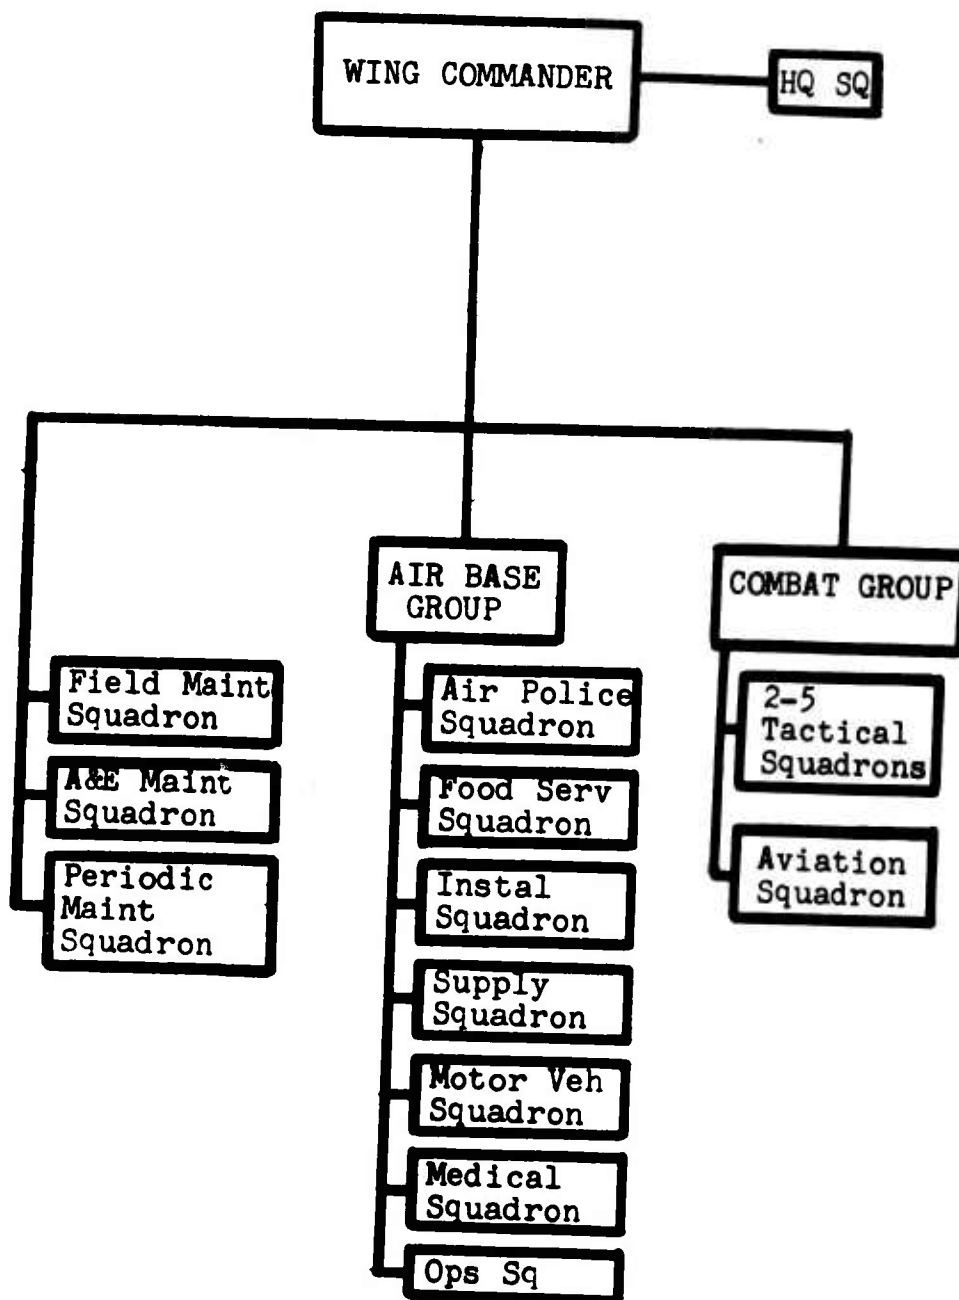 WING COMMANDER
HQ SQ
AIR BASE
GROUP
COMBAT GROUP
Field Maint
Squadron
A&E Maint
Squadron
Periodic
Maint
Squadron
Air Police
Squadron
Food Serv
Squadron
Instal
Squadron
Supply
Squadron
Motor Veh
Squadron
Medical
Squadron
Ops Sq
2-5
Tactical
Squadrons
Aviation
Squadron